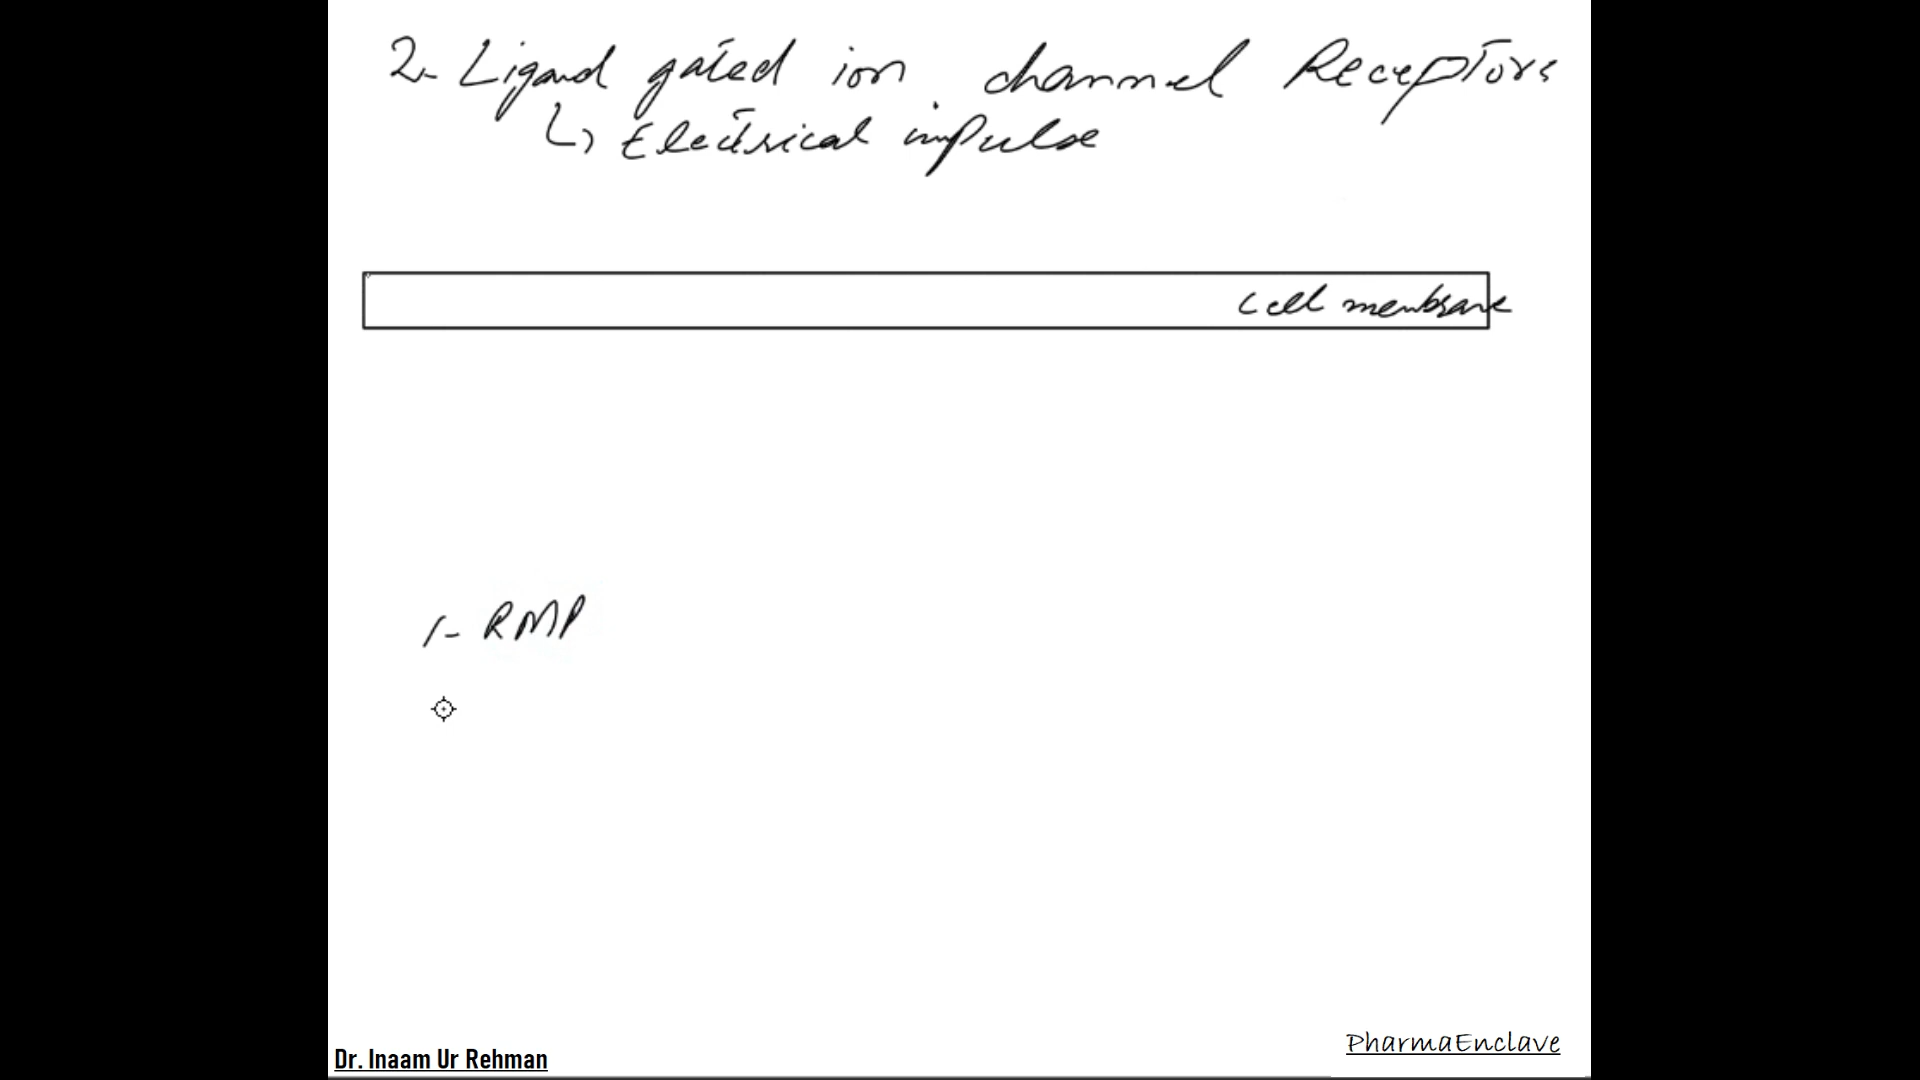 2- Ligand gated ion channel Receptors
↳ Electrical impulse
cell membrane
1- RMP
Dr. Inaam Ur Rehman
PharmaEnclave